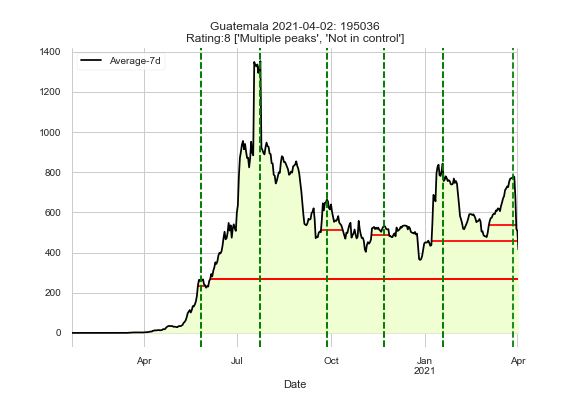 Guatemala 2021-04-02: 195036
Rating:8 ['Multiple peaks', 'Not in control']
1400
1200
1000
800
600
400
200
0
Average-7d
Apr
Jul
Oct
Jan
2021
Apr
Date